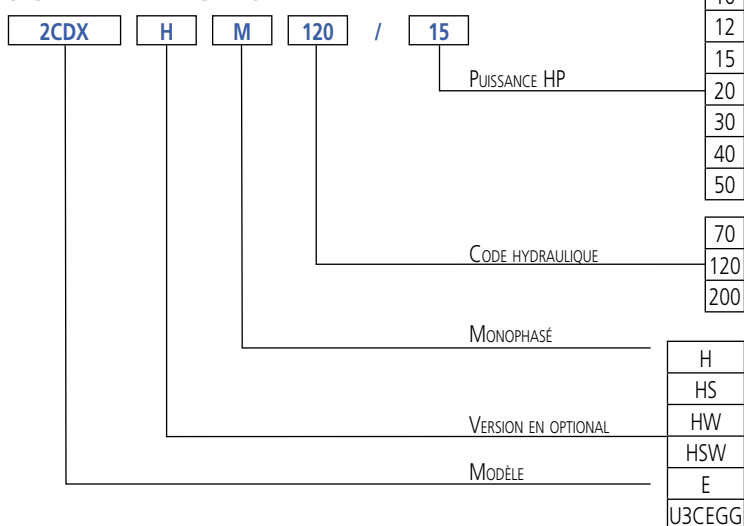 2CDX H M 120 / 15
12
15
PUISSANCE HP
20
30
40
50
70
CODE HYDRAULIQUE
120
200
MONOPHASÉ
H
HS
VERSION EN OPTIONAL
HW
HSW
MODÈLE
E
U3CEGG